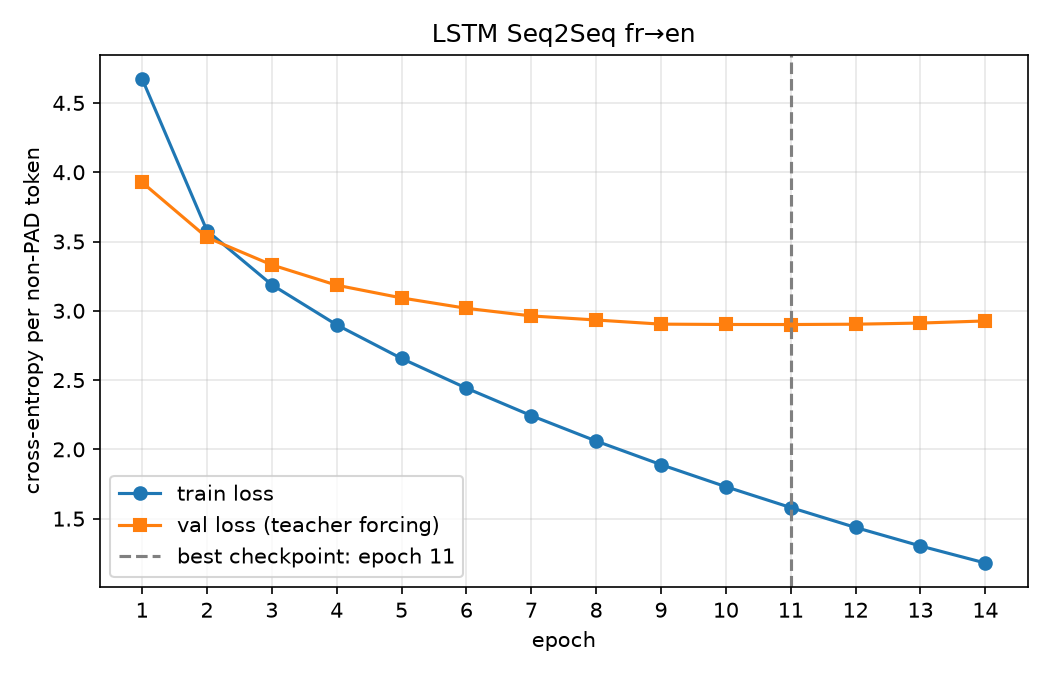 LSTM Seq2Seq fr→en
cross-entropy per non-PAD token
4.5
4.0
3.5
3.0
2.5
2.0
1.5
train loss
val loss (teacher forcing)
best checkpoint: epoch 11
1 2 3 4 5 6 7 8 9 10 11 12 13 14
epoch